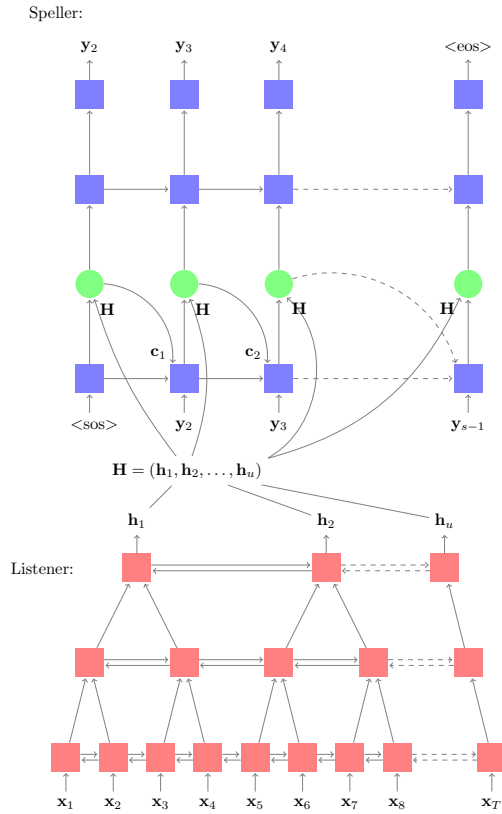 Speller:
y₂ y₃ y₄ <eos>
H H H H
c₁ c₂
<sos> y₂ y₃ yₛ₋₁
H = (h₁, h₂, . . . , hᵤ)
h₁ h₂ hᵤ
Listener:
x₁ x₂ x₃ x₄ x₅ x₆ x₇ x₈ x_T